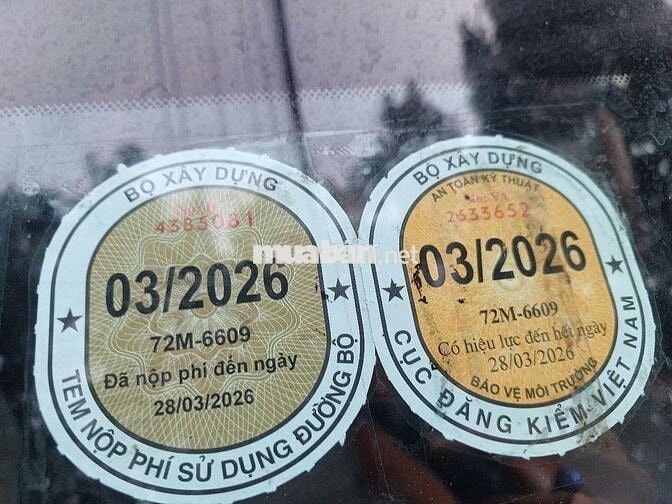 BỘ XÂY DỰNG
4383081
03/2026
72M-6609
Đã nộp phí đến ngày
28/03/2026
TEM NỘP PHÍ SỬ DỤNG ĐƯỜNG BỘ
BỘ XÂY DỰNG
AN TOÀN KỸ THUẬT
2633652
03/2026
72M-6609
Có hiệu lực đến hết ngày
28/03/2026
BẢO VỆ MÔI TRƯỜNG
CỤC ĐĂNG KIỂM VIỆT NAM
muaban.net